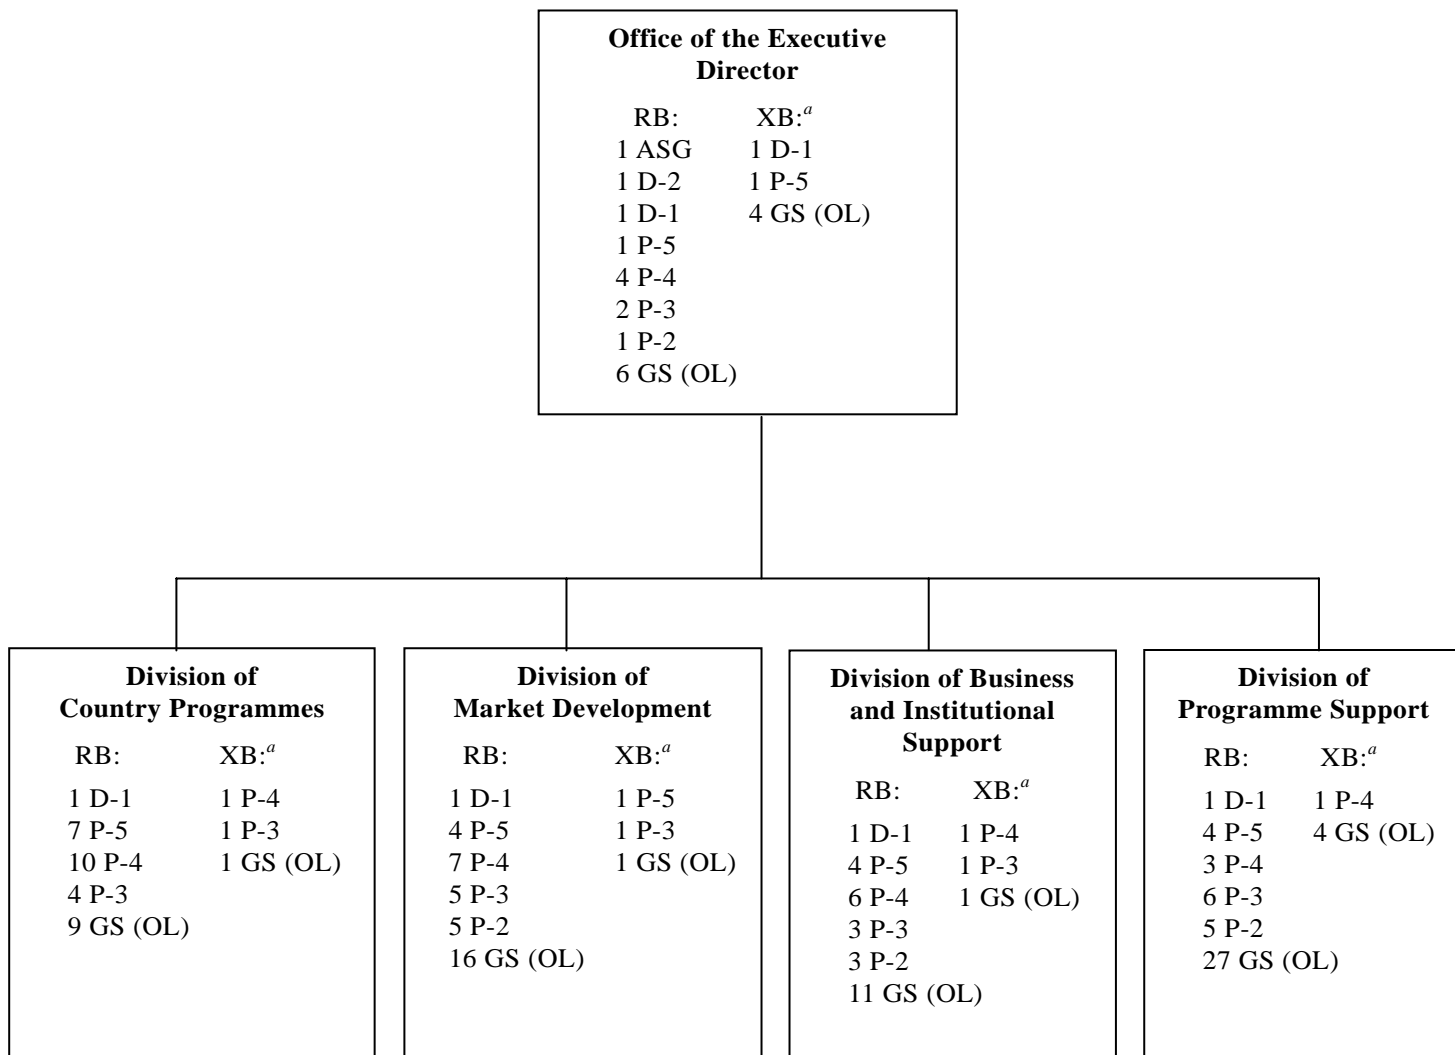 Office of the Executive
Director
RB: XB:a
1 ASG 1 D-1
1 D-2 1 P-5
1 D-1 4 GS (OL)
1 P-5
4 P-4
2 P-3
1 P-2
6 GS (OL)
Division of
Country Programmes
RB: XB:a
1 D-1 1 P-4
7 P-5 1 P-3
10 P-4 1 GS (OL)
4 P-3
9 GS (OL)
Division of
Market Development
RB: XB:a
1 D-1 1 P-5
4 P-5 1 P-3
7 P-4 1 GS (OL)
5 P-3
5 P-2
16 GS (OL)
Division of Business
and Institutional
Support
RB: XB:a
1 D-1 1 P-4
4 P-5 1 P-3
6 P-4 1 GS (OL)
3 P-3
3 P-2
11 GS (OL)
Division of
Programme Support
RB: XB:a
1 D-1 1 P-4
4 P-5 4 GS (OL)
3 P-4
6 P-3
5 P-2
27 GS (OL)